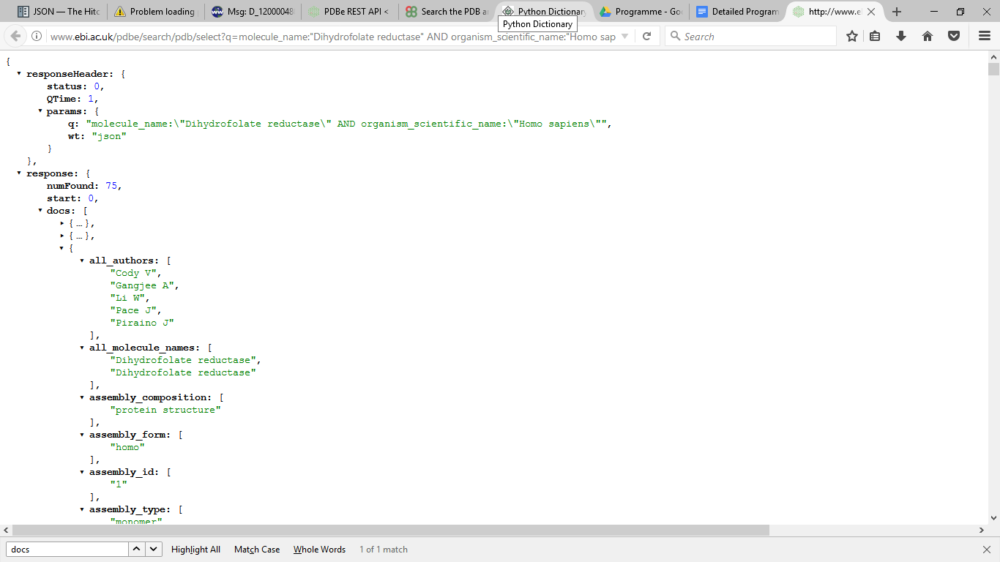 JSON — The Hitc
Problem loading p
Msg: D_12000048
PDBe REST API <
Search the PDB an
Python Dictionary
Programme - Goo
Detailed Program
http://www.e
Python Dictionary
www.ebi.ac.uk/pdbe/search/pdb/select?q=molecule_name:"Dihydrofolate reductase" AND organism_scientific_name:"Homo sap
Search
{
responseHeader: {
status: 0,
QTime: 1,
params: {
q: "molecule_name:\"Dihydrofolate reductase\" AND organism_scientific_name:\"Homo sapiens\"",
wt: "json"
}
},
response: {
numFound: 75,
start: 0,
docs: [
{…},
{…},
{
all_authors: [
"Cody V",
"Gangjee A",
"Li W",
"Pace J",
"Piraino J"
],
all_molecule_names: [
"Dihydrofolate reductase",
"Dihydrofolate reductase"
],
assembly_composition: [
"protein structure"
],
assembly_form: [
"homo"
],
assembly_id: [
"1"
],
assembly_type: [
"monomer"
docs
Highlight All
Match Case
Whole Words
1 of 1 match